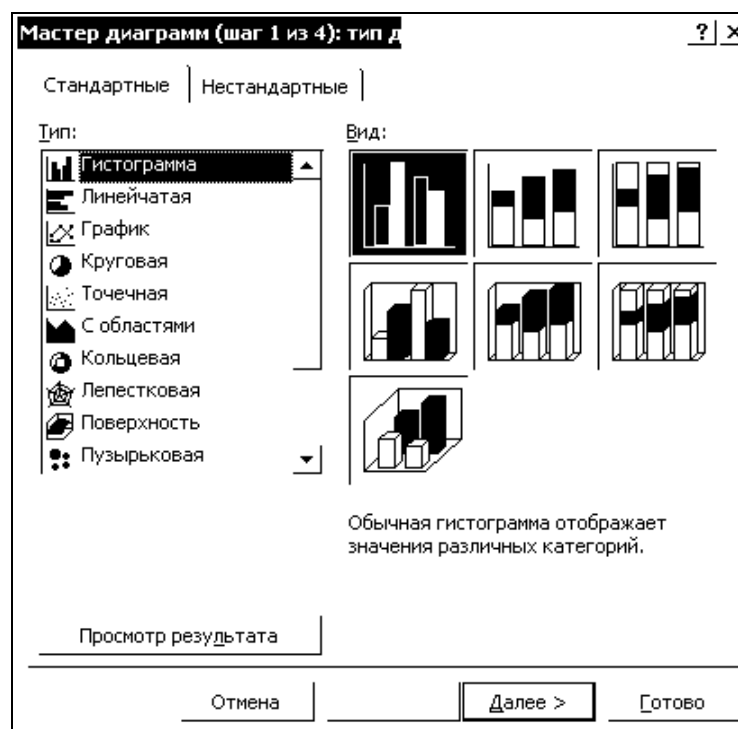 Мастер диаграмм (шаг 1 из 4): тип д
? ×
Стандартные
Нестандартные
Тип:
Гистограмма
Линейчатая
График
Круговая
Точечная
С областями
Кольцевая
Лепестковая
Поверхность
Пузырьковая
Вид:
Обычная гистограмма отображает
значения различных категорий.
Просмотр результата
Отмена
Далее >
Готово